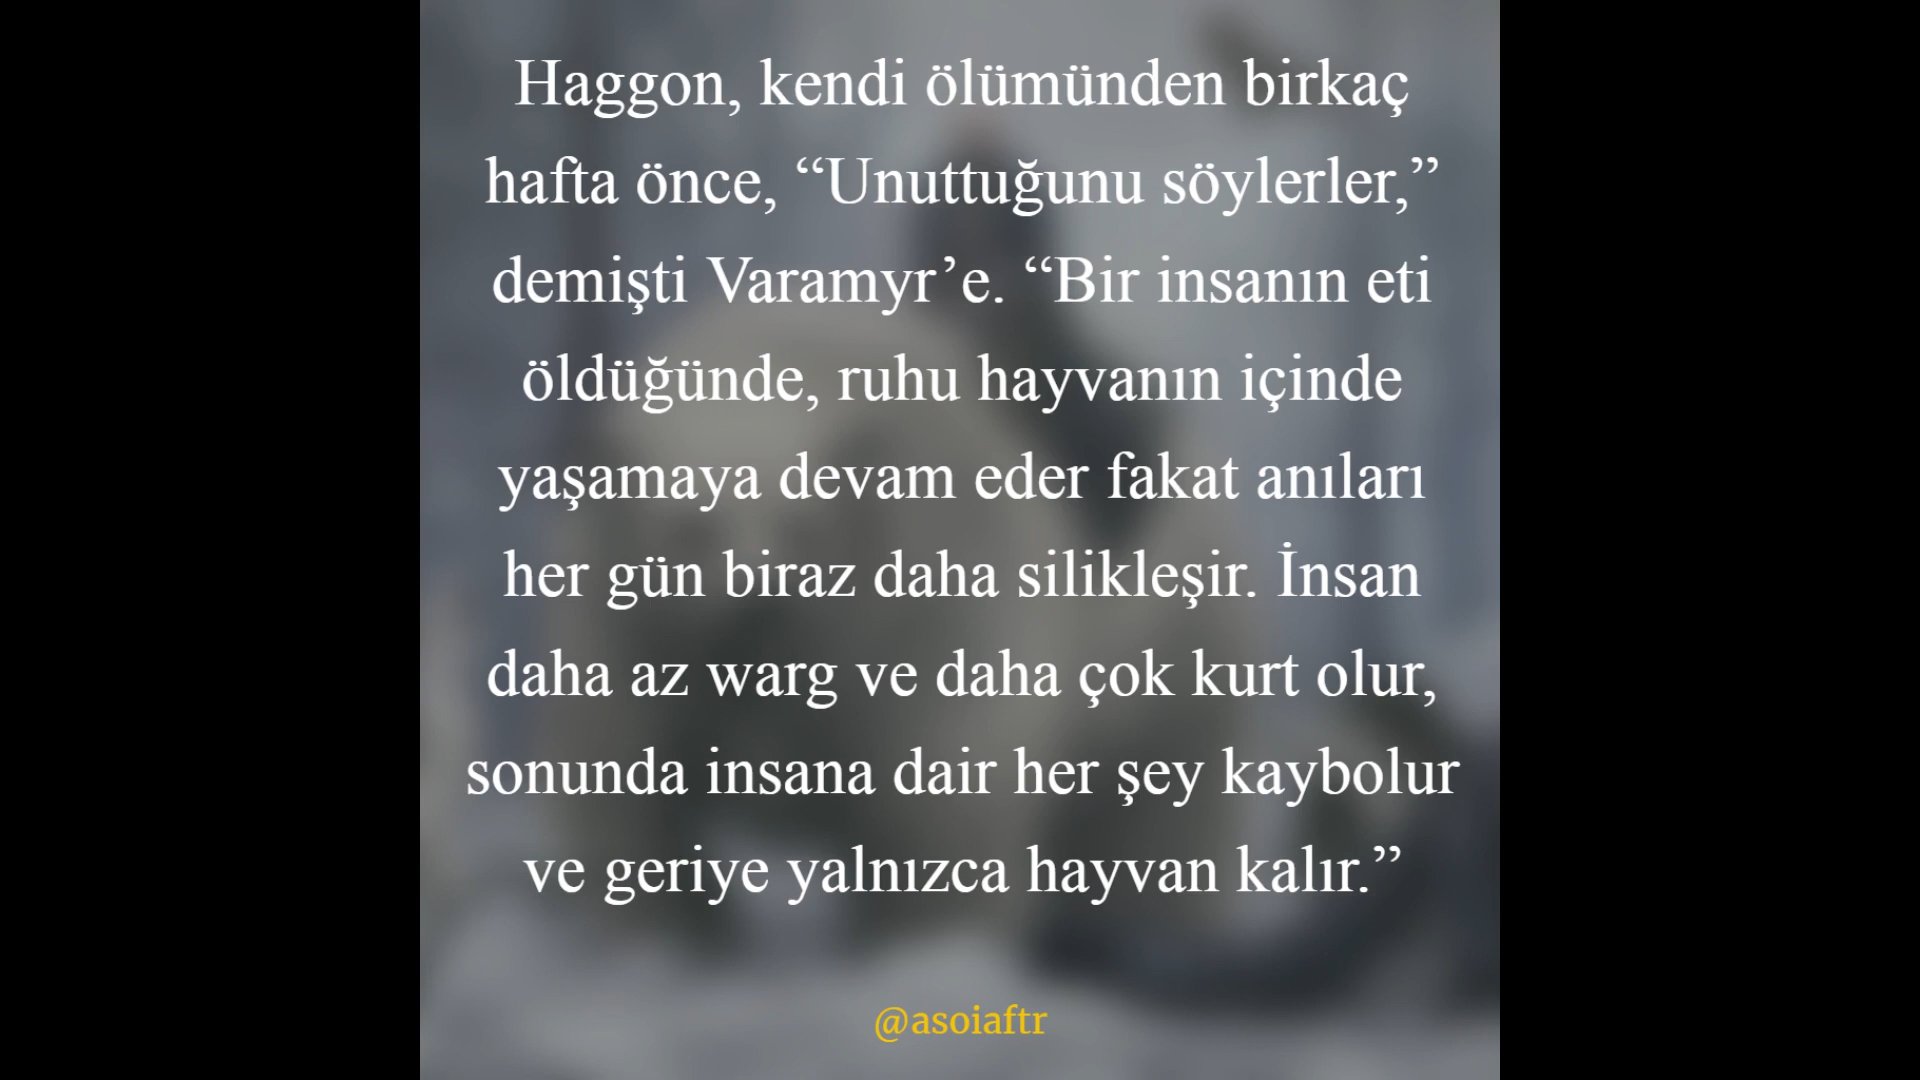 Haggon, kendi ölümünden birkaç
hafta önce, “Unuttuğunu söylerler,”
demişti Varamyr’e. “Bir insanın eti
öldüğünde, ruhu hayvanın içinde
yaşamaya devam eder fakat anıları
her gün biraz daha silikleşir. İnsan
daha az warg ve daha çok kurt olur,
sonunda insana dair her şey kaybolur
ve geriye yalnızca hayvan kalır.”
@asoiaftr